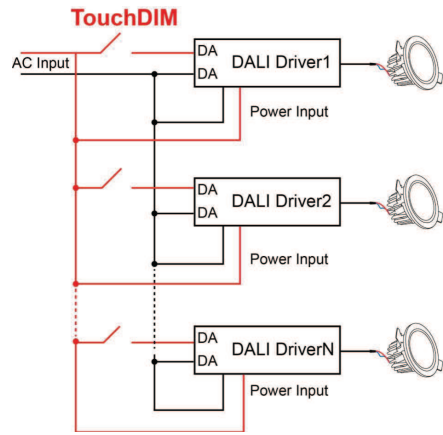 TouchDIM
AC Input
DA
DA
DALI Driver1
Power Input
DA
DA
DALI Driver2
Power Input
DA
DA
DALI DriverN
Power Input